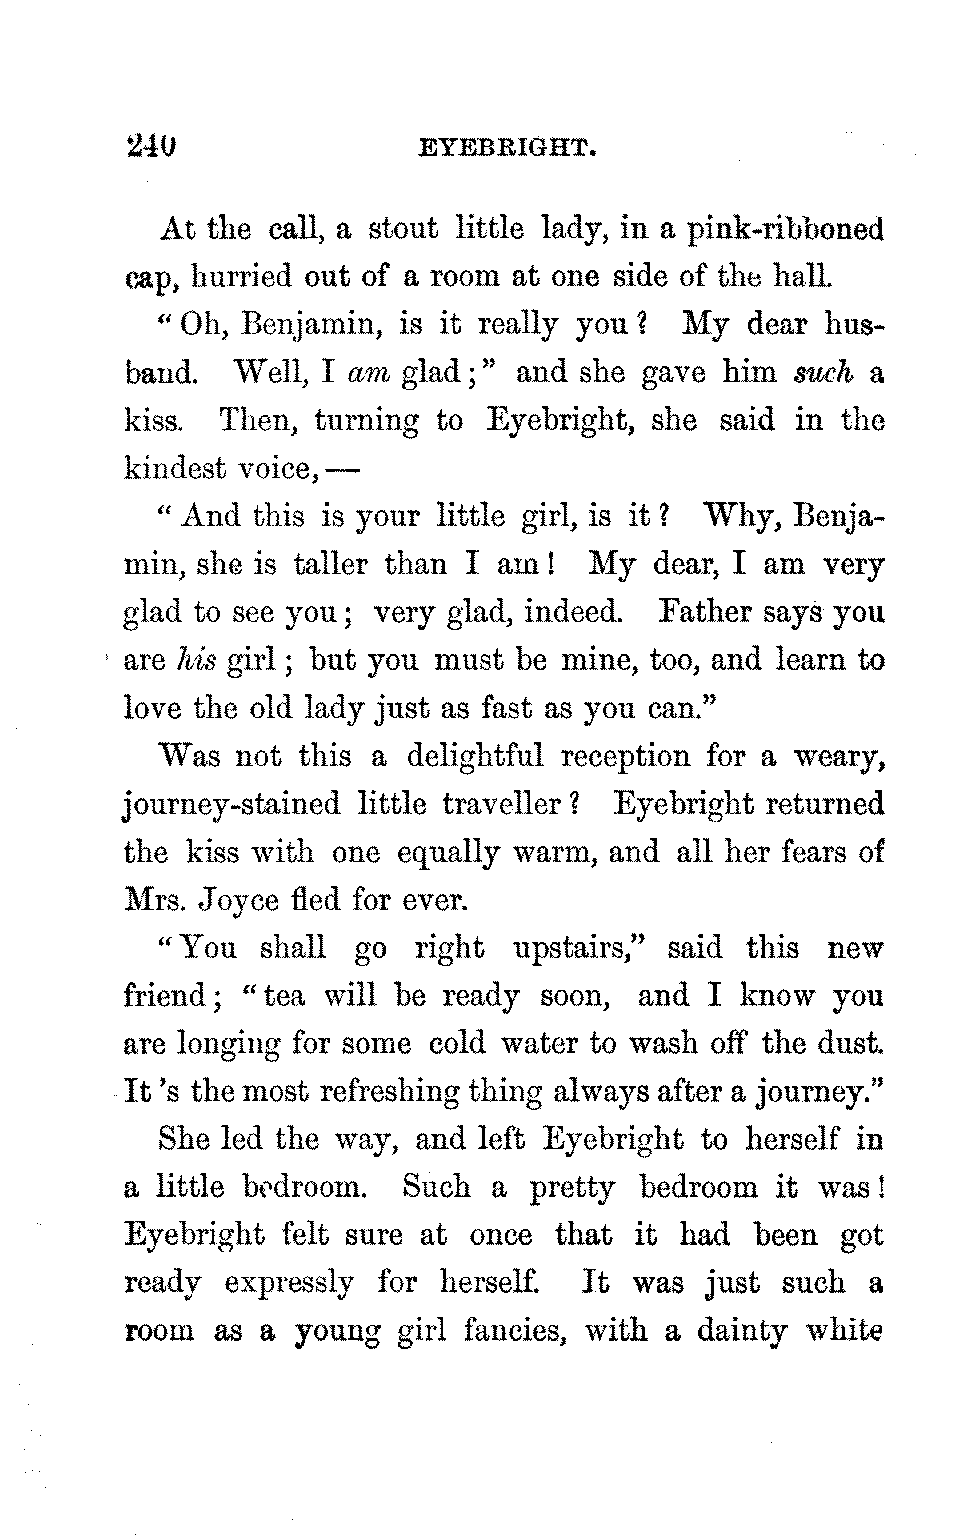 240 EYEBRIGHT.
At the call, a stout little lady, in a pink-ribboned
cap, hurried out of a room at one side of the hall.
“Oh, Benjamin, is it really you? My dear hus-
band. Well, I am glad;” and she gave him such a
kiss. Then, turning to Eyebright, she said in the
kindest voice,—
“And this is your little girl, is it? Why, Benja-
min, she is taller than I am! My dear, I am very
glad to see you; very glad, indeed. Father says you
are his girl; but you must be mine, too, and learn to
love the old lady just as fast as you can.”
Was not this a delightful reception for a weary,
journey-stained little traveller? Eyebright returned
the kiss with one equally warm, and all her fears of
Mrs. Joyce fled for ever.
“You shall go right upstairs,” said this new
friend; “tea will be ready soon, and I know you
are longing for some cold water to wash off the dust.
It 's the most refreshing thing always after a journey.”
She led the way, and left Eyebright to herself in
a little bedroom. Such a pretty bedroom it was!
Eyebright felt sure at once that it had been got
ready expressly for herself. It was just such a
room as a young girl fancies, with a dainty white